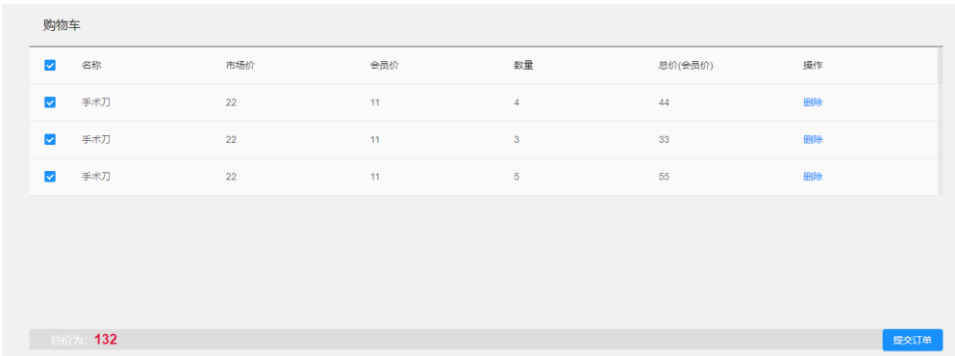 购物车
名称 市场价 会员价 数量 总价(会员价) 操作
手术刀 22 11 4 44 删除
手术刀 22 11 3 33 删除
手术刀 22 11 5 55 删除
总价为: 132 提交订单